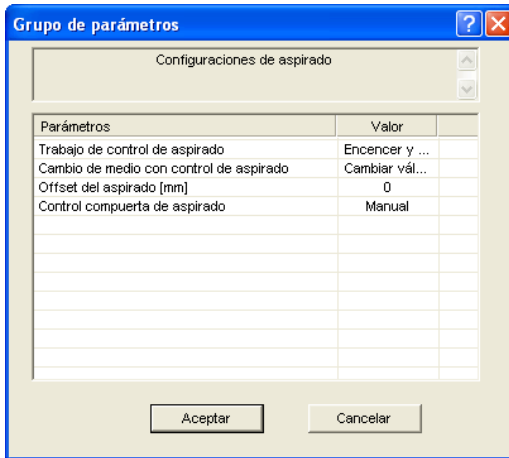 Grupo de parámetros
Configuraciones de aspirado
Parámetros Valor
Trabajo de control de aspirado Encencer y ...
Cambio de medio con control de aspirado Cambiar vál...
Offset del aspirado [mm] 0
Control compuerta de aspirado Manual
Aceptar Cancelar